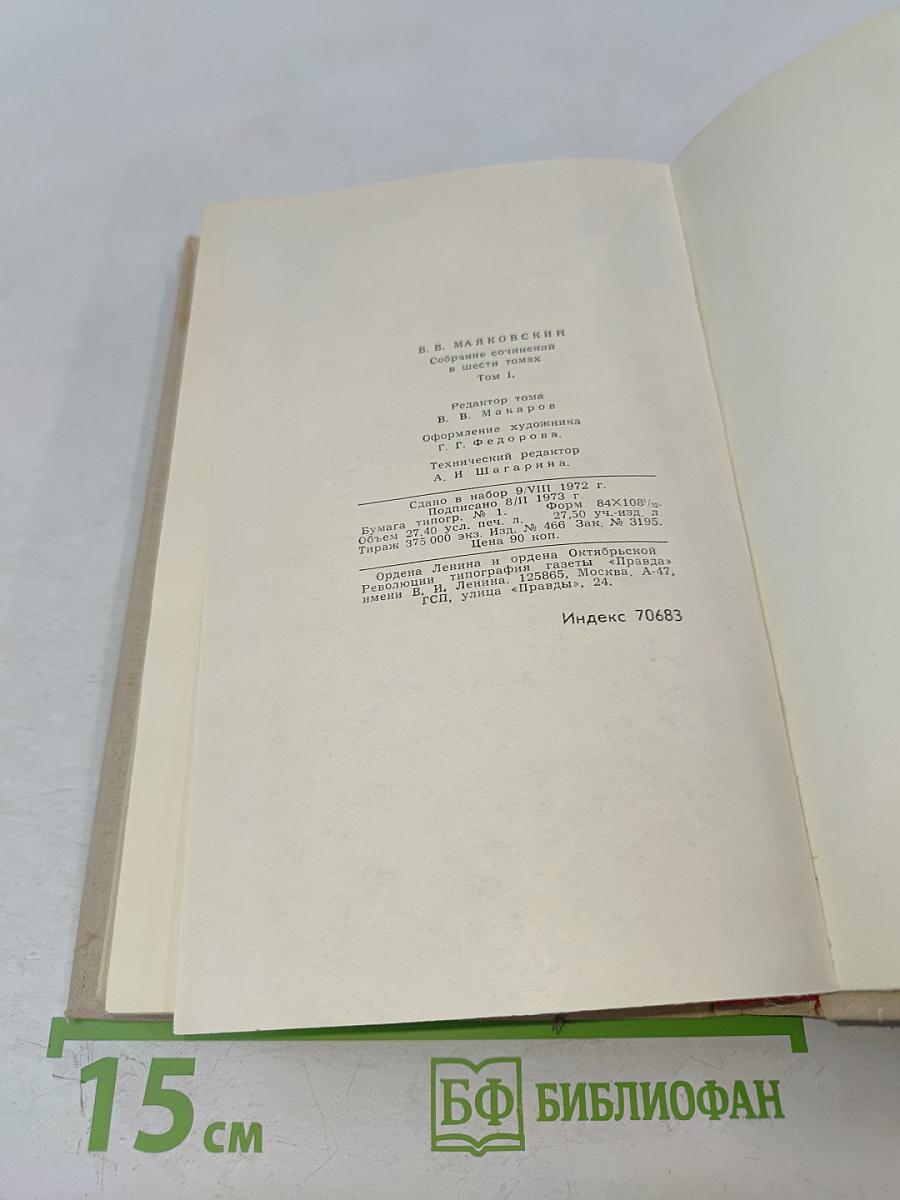 В. В. МАЯКОВСКИЙ
Собрание сочинений
в шести томах
Том I.
Редактор тома
В. В. Макаров
Оформление художника
Г. Г. Федорова.
Технический редактор
А. И Шагарина.
Сдано в набор 9/VIII 1972 г.
Подписано 8/II 1973 г.
Бумага типогр. № 1. Форм. 84×108¹/₃₂.
Объем 27,40 усл. печ. л. 27,50 уч.-изд. л.
Тираж 375 000 экз. Изд. № 466 Зак. № 3195.
Цена 90 коп.
Ордена Ленина и ордена Октябрьской
Революции типография газеты «Правда»
имени В. И. Ленина. 125865, Москва, А-47,
ГСП, улица «Правды», 24.
Индекс 70683
15 см
БФ БИБЛИОФАН